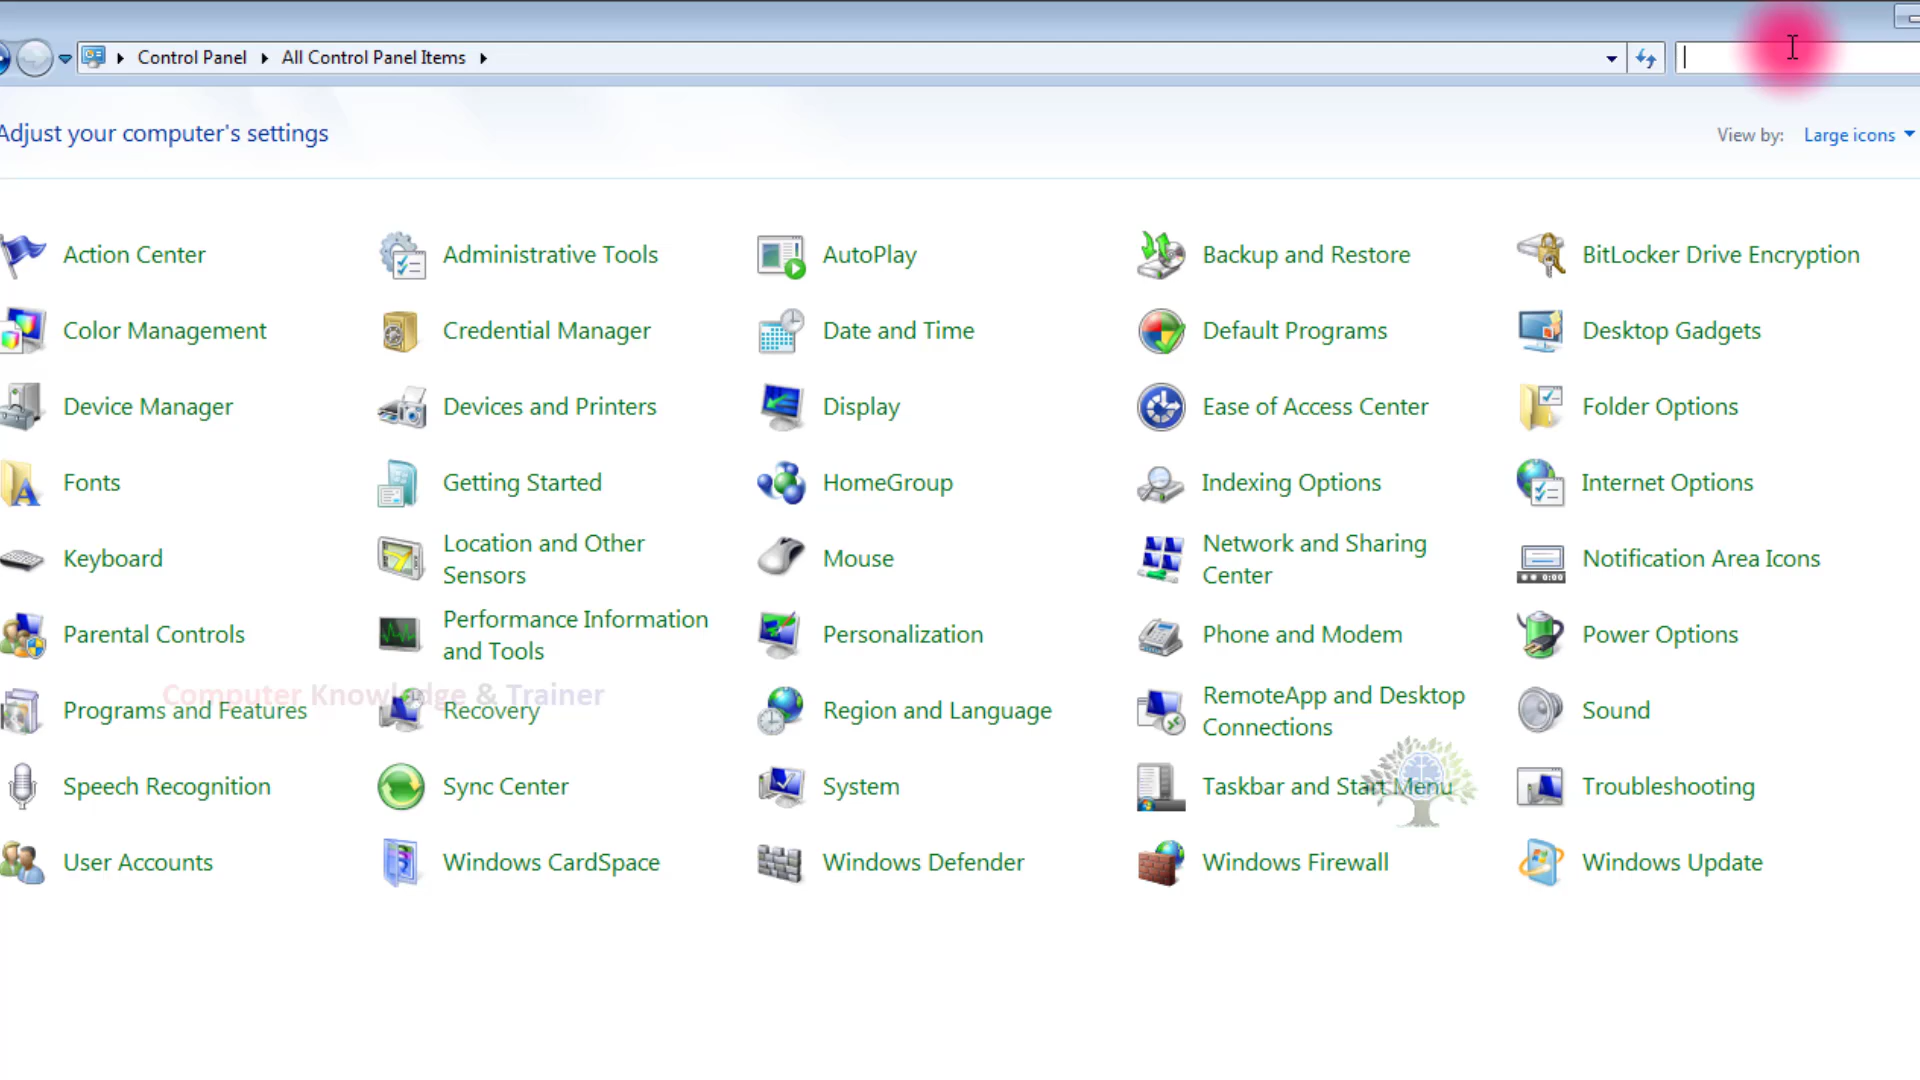 Control Panel
All Control Panel Items
Adjust your computer's settings
View by:
Large icons
Action Center
Administrative Tools
AutoPlay
Backup and Restore
BitLocker Drive Encryption
Color Management
Credential Manager
Date and Time
Default Programs
Desktop Gadgets
Device Manager
Devices and Printers
Display
Ease of Access Center
Folder Options
Fonts
Getting Started
HomeGroup
Indexing Options
Internet Options
Keyboard
Location and Other
Sensors
Mouse
Network and Sharing
Center
Notification Area Icons
Parental Controls
Performance Information
and Tools
Personalization
Phone and Modem
Power Options
Computer Knowledge & Trainer
Programs and Features
Recovery
Region and Language
RemoteApp and Desktop
Connections
Sound
Speech Recognition
Sync Center
System
Taskbar and Start Menu
Troubleshooting
User Accounts
Windows CardSpace
Windows Defender
Windows Firewall
Windows Update